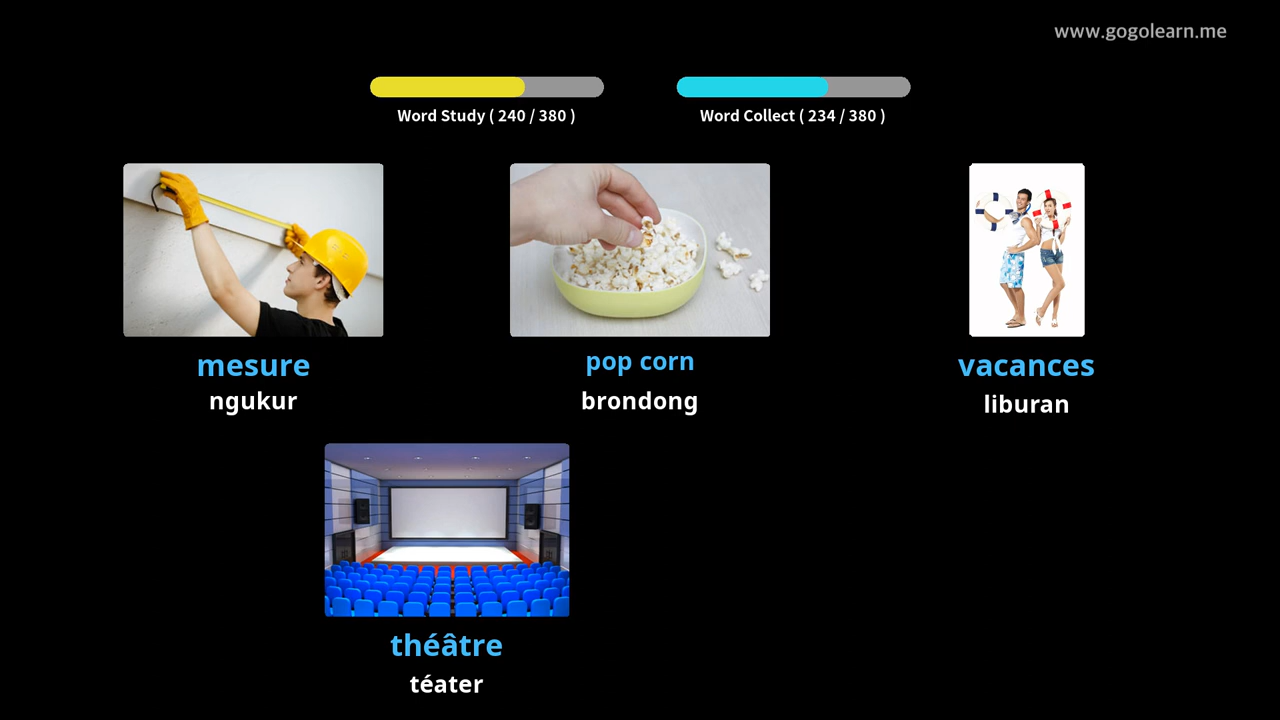 www.gogolearn.me
Word Study ( 240 / 380 )
Word Collect ( 234 / 380 )
mesure
ngukur
pop corn
brondong
vacances
liburan
théâtre
téater